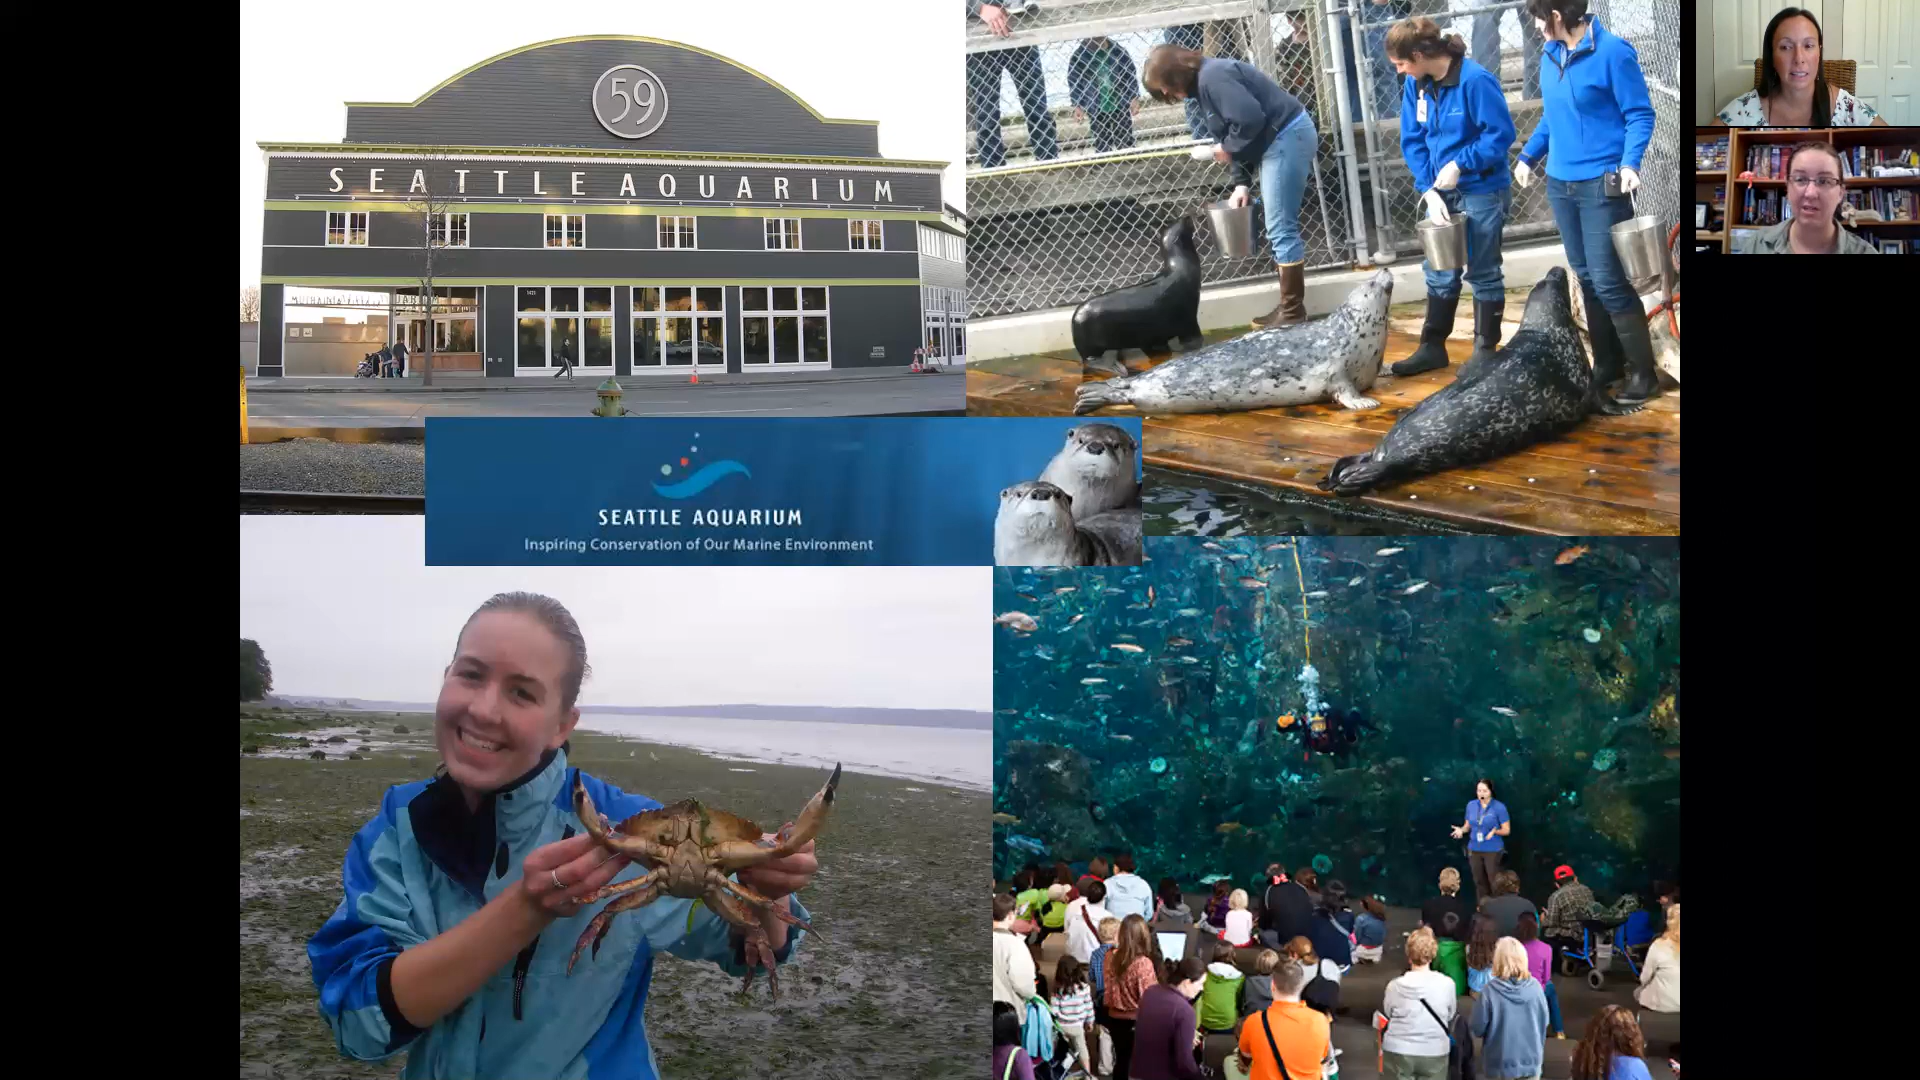 59
SEATTLE AQUARIUM
SEATTLE AQUARIUM
Inspiring Conservation of Our Marine Environment